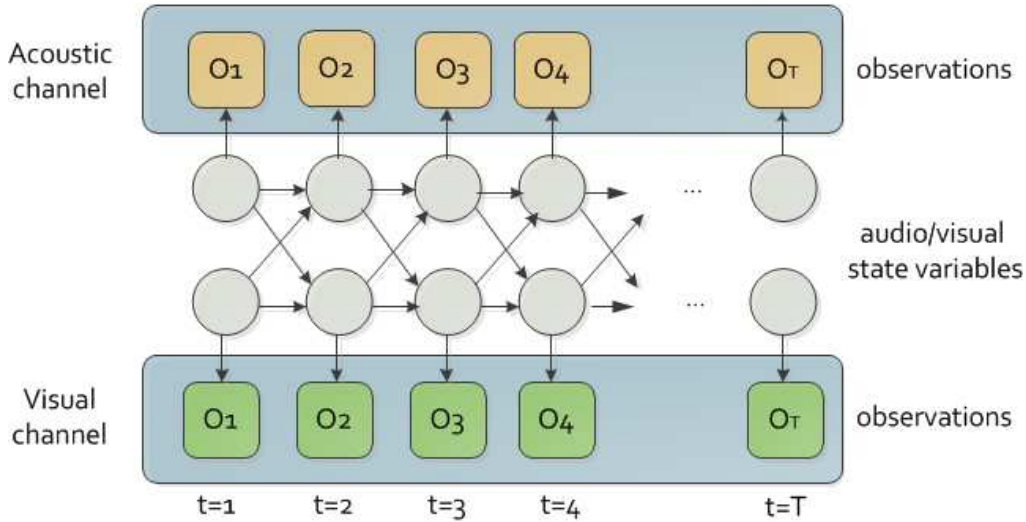 Acoustic
channel
O1 O2 O3 O4 OT
observations
...
audio/visual
state variables
...
Visual
channel
O1 O2 O3 O4 OT
observations
t=1 t=2 t=3 t=4 t=T